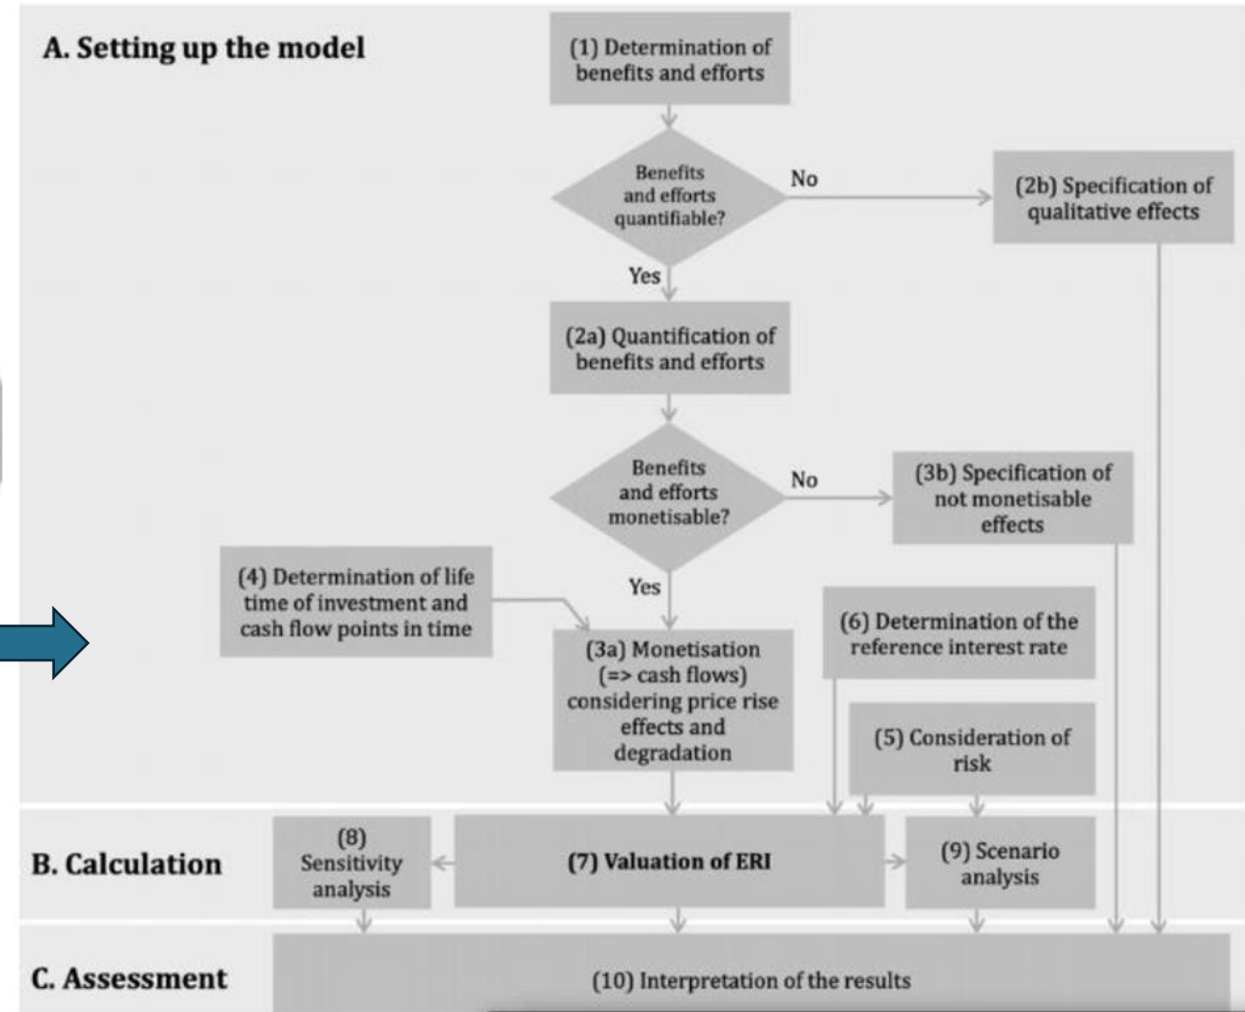 A. Setting up the model
(1) Determination of
benefits and efforts
Benefits
and efforts
quantifiable?
No
(2b) Specification of
qualitative effects
Yes
(2a) Quantification of
benefits and efforts
Benefits
and efforts
monetisable?
No
(3b) Specification of
not monetisable
effects
(4) Determination of life
time of investment and
cash flow points in time
Yes
(3a) Monetisation
(=> cash flows)
considering price rise
effects and
degradation
(6) Determination of the
reference interest rate
(5) Consideration of
risk
B. Calculation
(8)
Sensitivity
analysis
(7) Valuation of ERI
(9) Scenario
analysis
C. Assessment
(10) Interpretation of the results